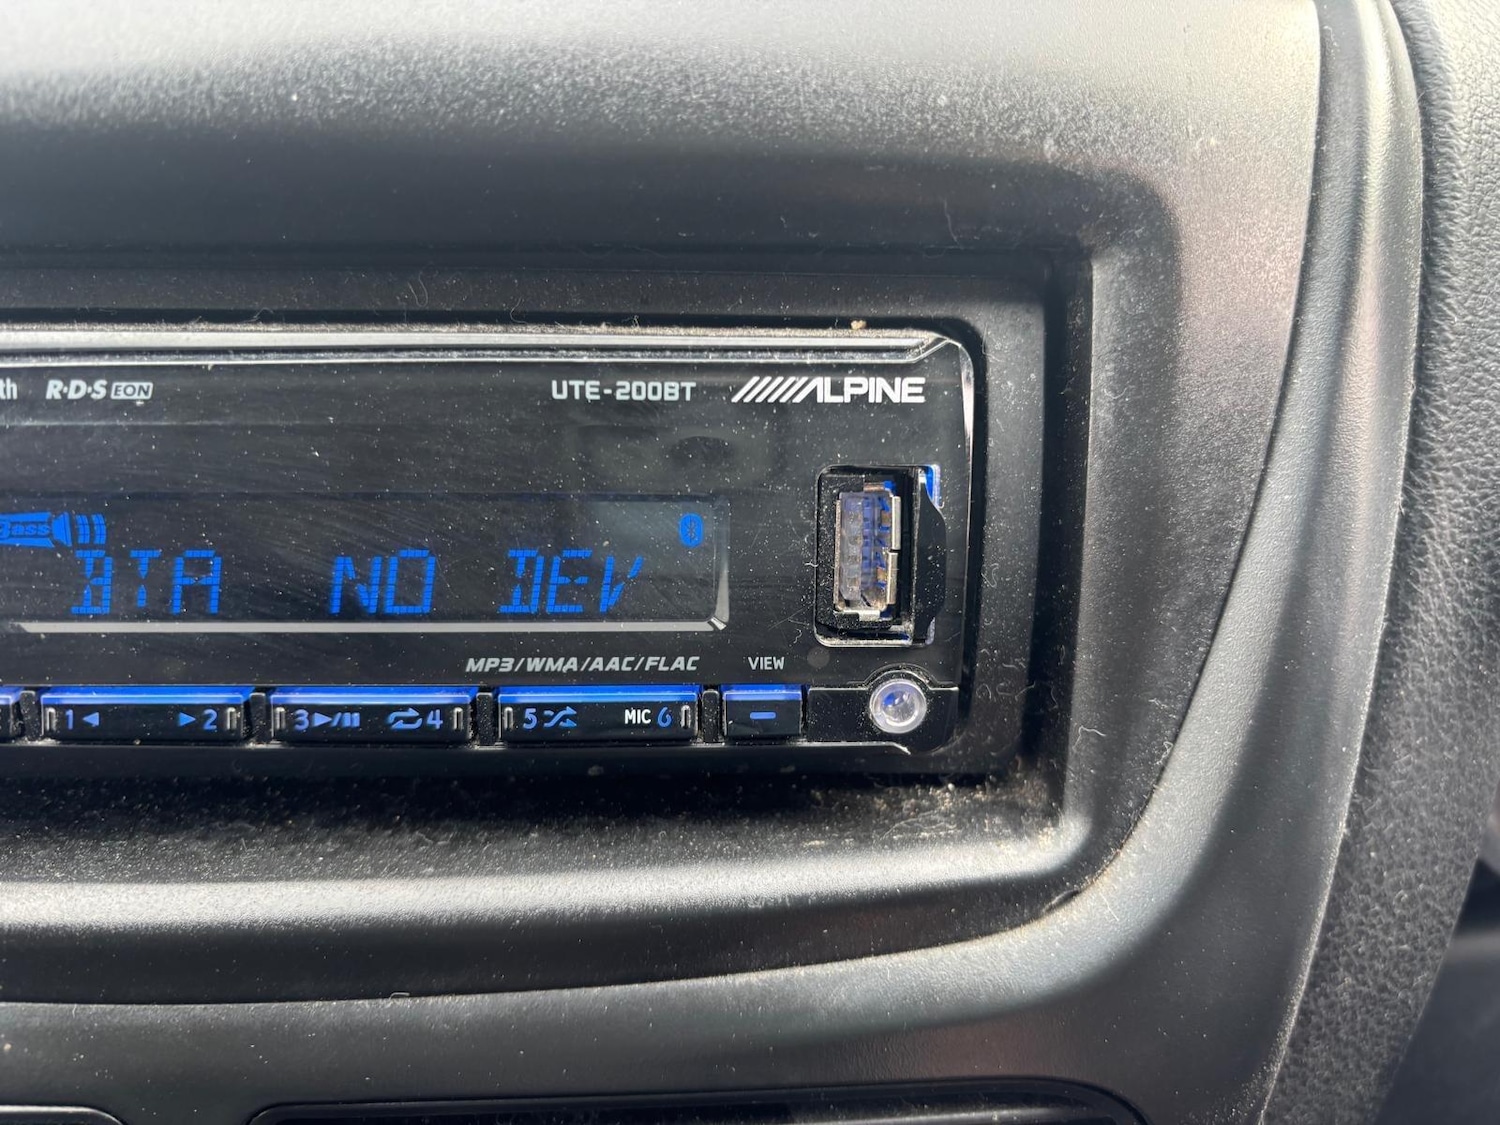 R·D·S EON
UTE-200BT ALPINE
Bass
BTA NO DEV
MP3/WMA/AAC/FLAC VIEW
1 2 3 4 5 MIC 6